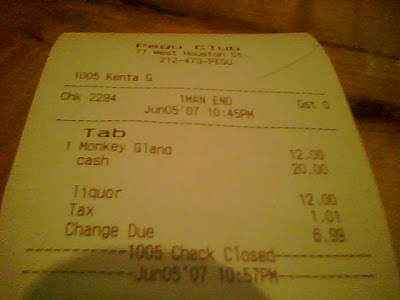 Pegu Club
77 West Houston St
212-473-PEGU
1005 Kenta G
Chk 2294 TMAN END Gst 0
Jun05'07 10:45PM
Tab
1 Monkey Gland 12.00
cash 20.00
liquor 12.00
Tax 1.01
Change Due 6.99
1005 Check Closed
Jun05'07 10:57PM